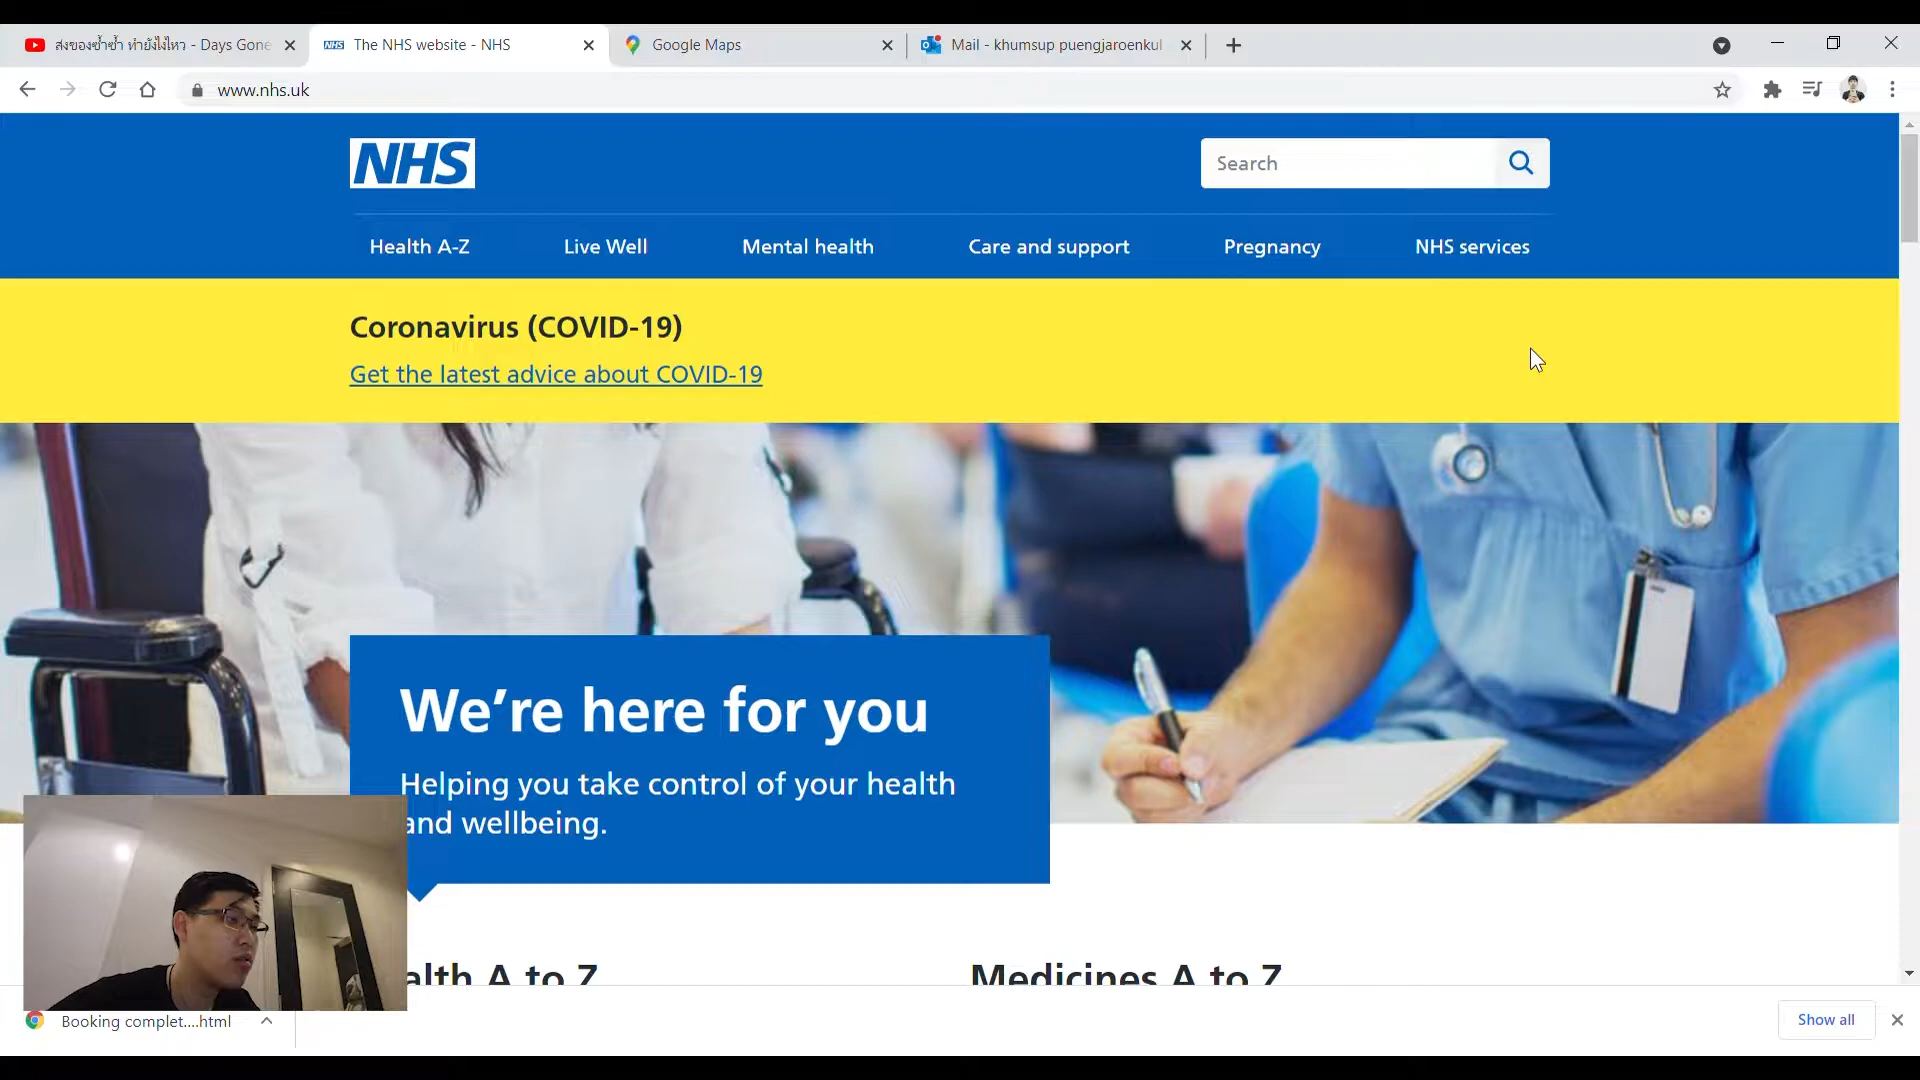 ส่งของซ้ำซ้ำ ทำยังไงไหว - Days Gone
The NHS website - NHS
Google Maps
Mail - khumsup puengjaroenkul
www.nhs.uk
NHS
Search
Health A-Z
Live Well
Mental health
Care and support
Pregnancy
NHS services
Coronavirus (COVID-19)
Get the latest advice about COVID-19
We're here for you
Helping you take control of your health
and wellbeing.
alth A to Z
Medicines A to Z
Booking complet....html
Show all